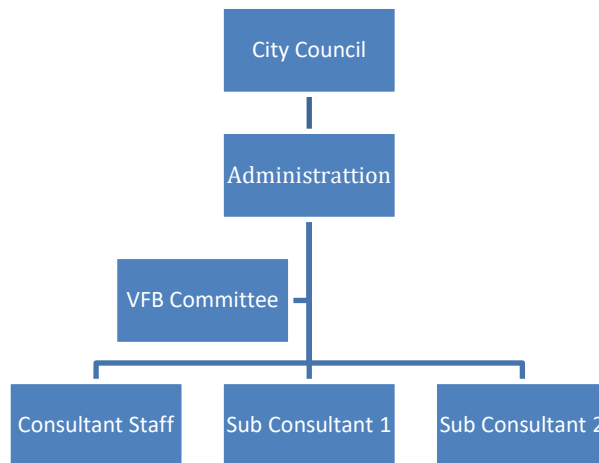 City Council
Administrattion
VFB Committee
Consultant Staff
Sub Consultant 1
Sub Consultant 2